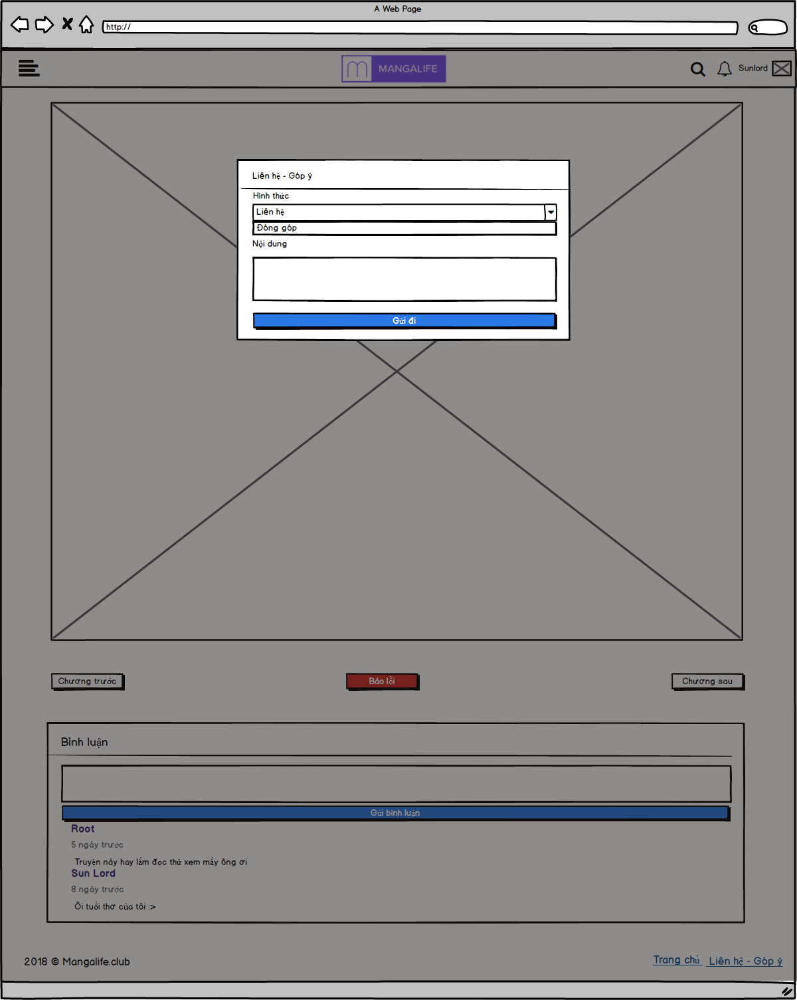 A Web Page
http://
MANGALIFE
Sunlord
Liên hệ - Góp ý
Hình thức
Liên hệ
Đóng góp
Nội dung
Gửi đi
Chương trước
Báo lỗi
Chương sau
Bình luận
Gửi bình luận
Root
5 ngày trước
Truyện này hay lắm đọc thử xem mấy ông ơi
Sun Lord
8 ngày trước
Ôi tuổi thơ của tôi :>
2018 © Mangalife.club
Trang chủ
Liên hệ - Góp ý